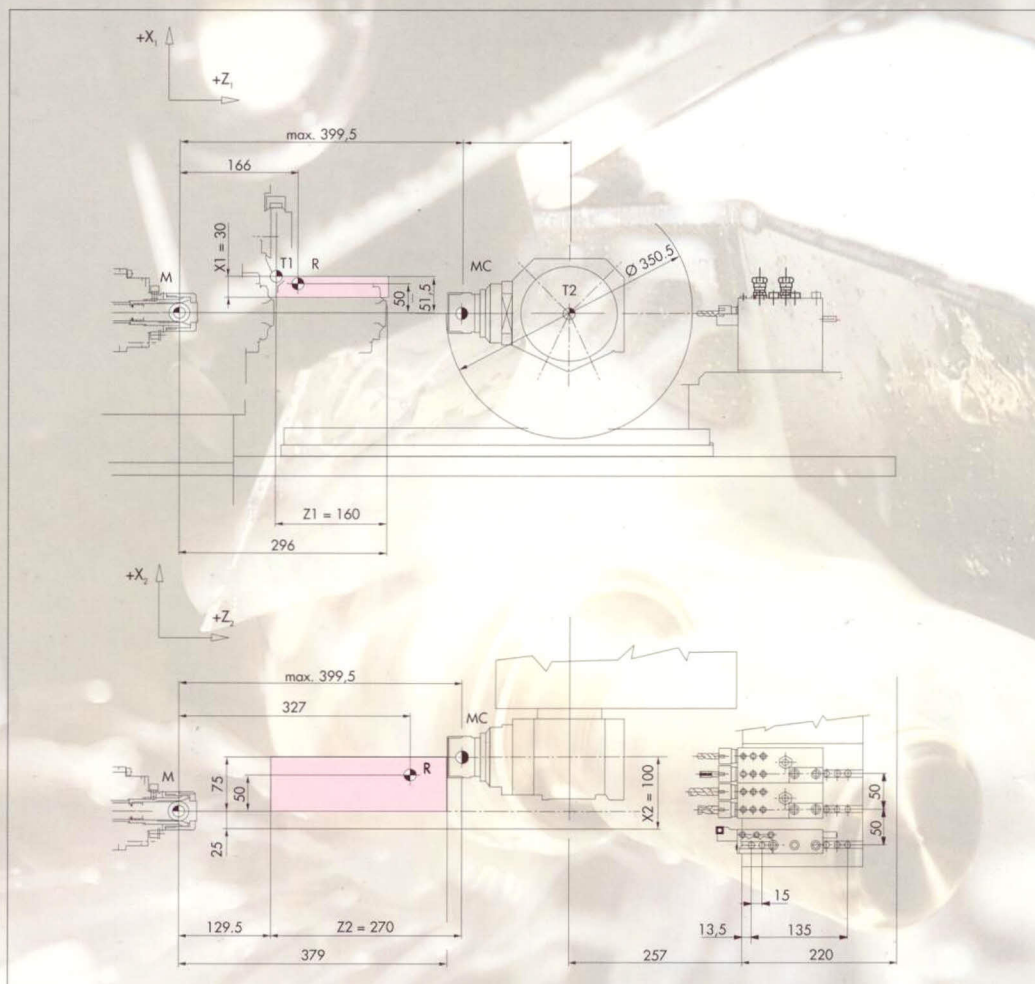 +X₁
+Z₁
max. 399,5
166
X1 = 30
M
T1
R
50
51,5
MC
T2
Ø 350.5
Z1 = 160
296
+X₂
+Z₂
max. 399,5
327
MC
M
R
75
50
25
X2 = 100
50
50
15
129.5
Z2 = 270
13,5
135
379
257
220